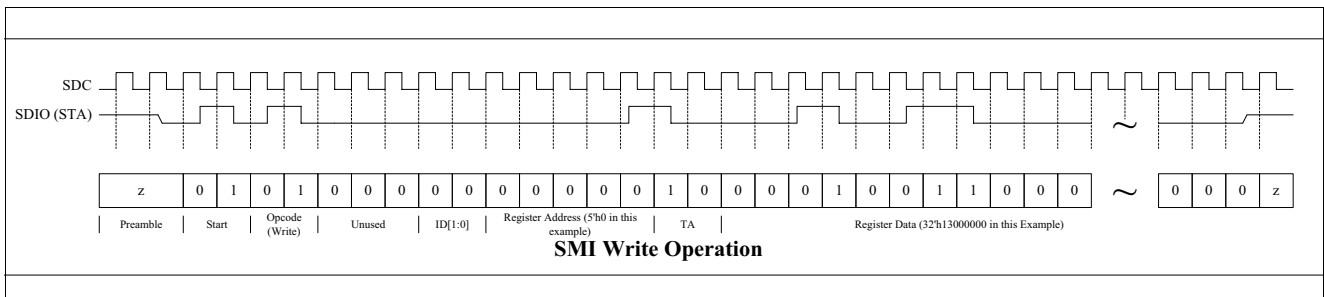 SDC
SDIO (STA)
~
z 0 1 0 1 0 0 0 0 0 0 0 0 0 0 1 0 0 0 0 1 0 0 1 1 0 0 0 ~ 0 0 0 z
Preamble Start Opcode (Write) Unused ID[1:0] Register Address (5'h0 in this example) TA Register Data (32'h13000000 in this Example)
SMI Write Operation